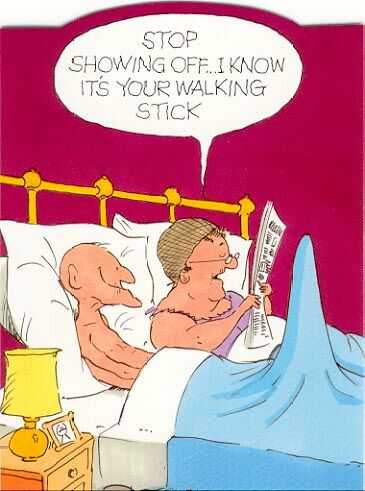 STOP
SHOWING OFF...I KNOW
IT'S YOUR WALKING
STICK